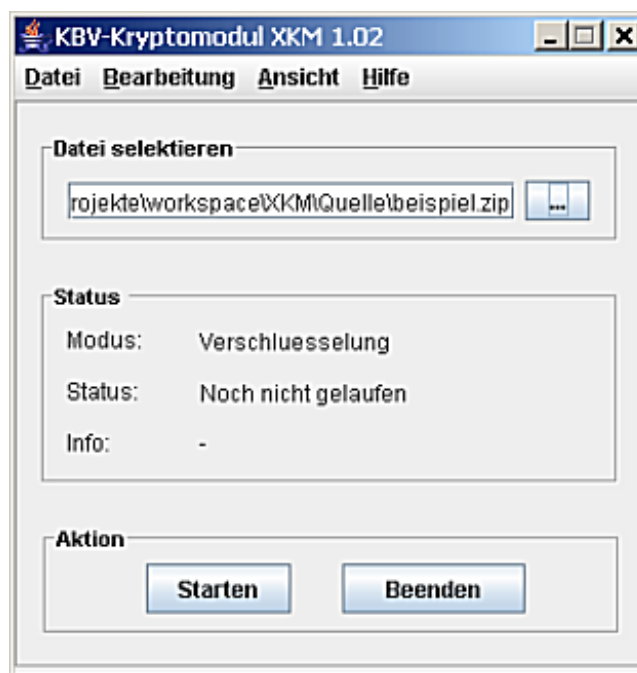 KBV-Kryptomodul XKM 1.02
Datei Bearbeitung Ansicht Hilfe
Datei selektieren
rojekte\workspace\XKM\Quelle\beispiel.zip ...
Status
Modus: Verschluesselung
Status: Noch nicht gelaufen
Info: -
Aktion
Starten Beenden